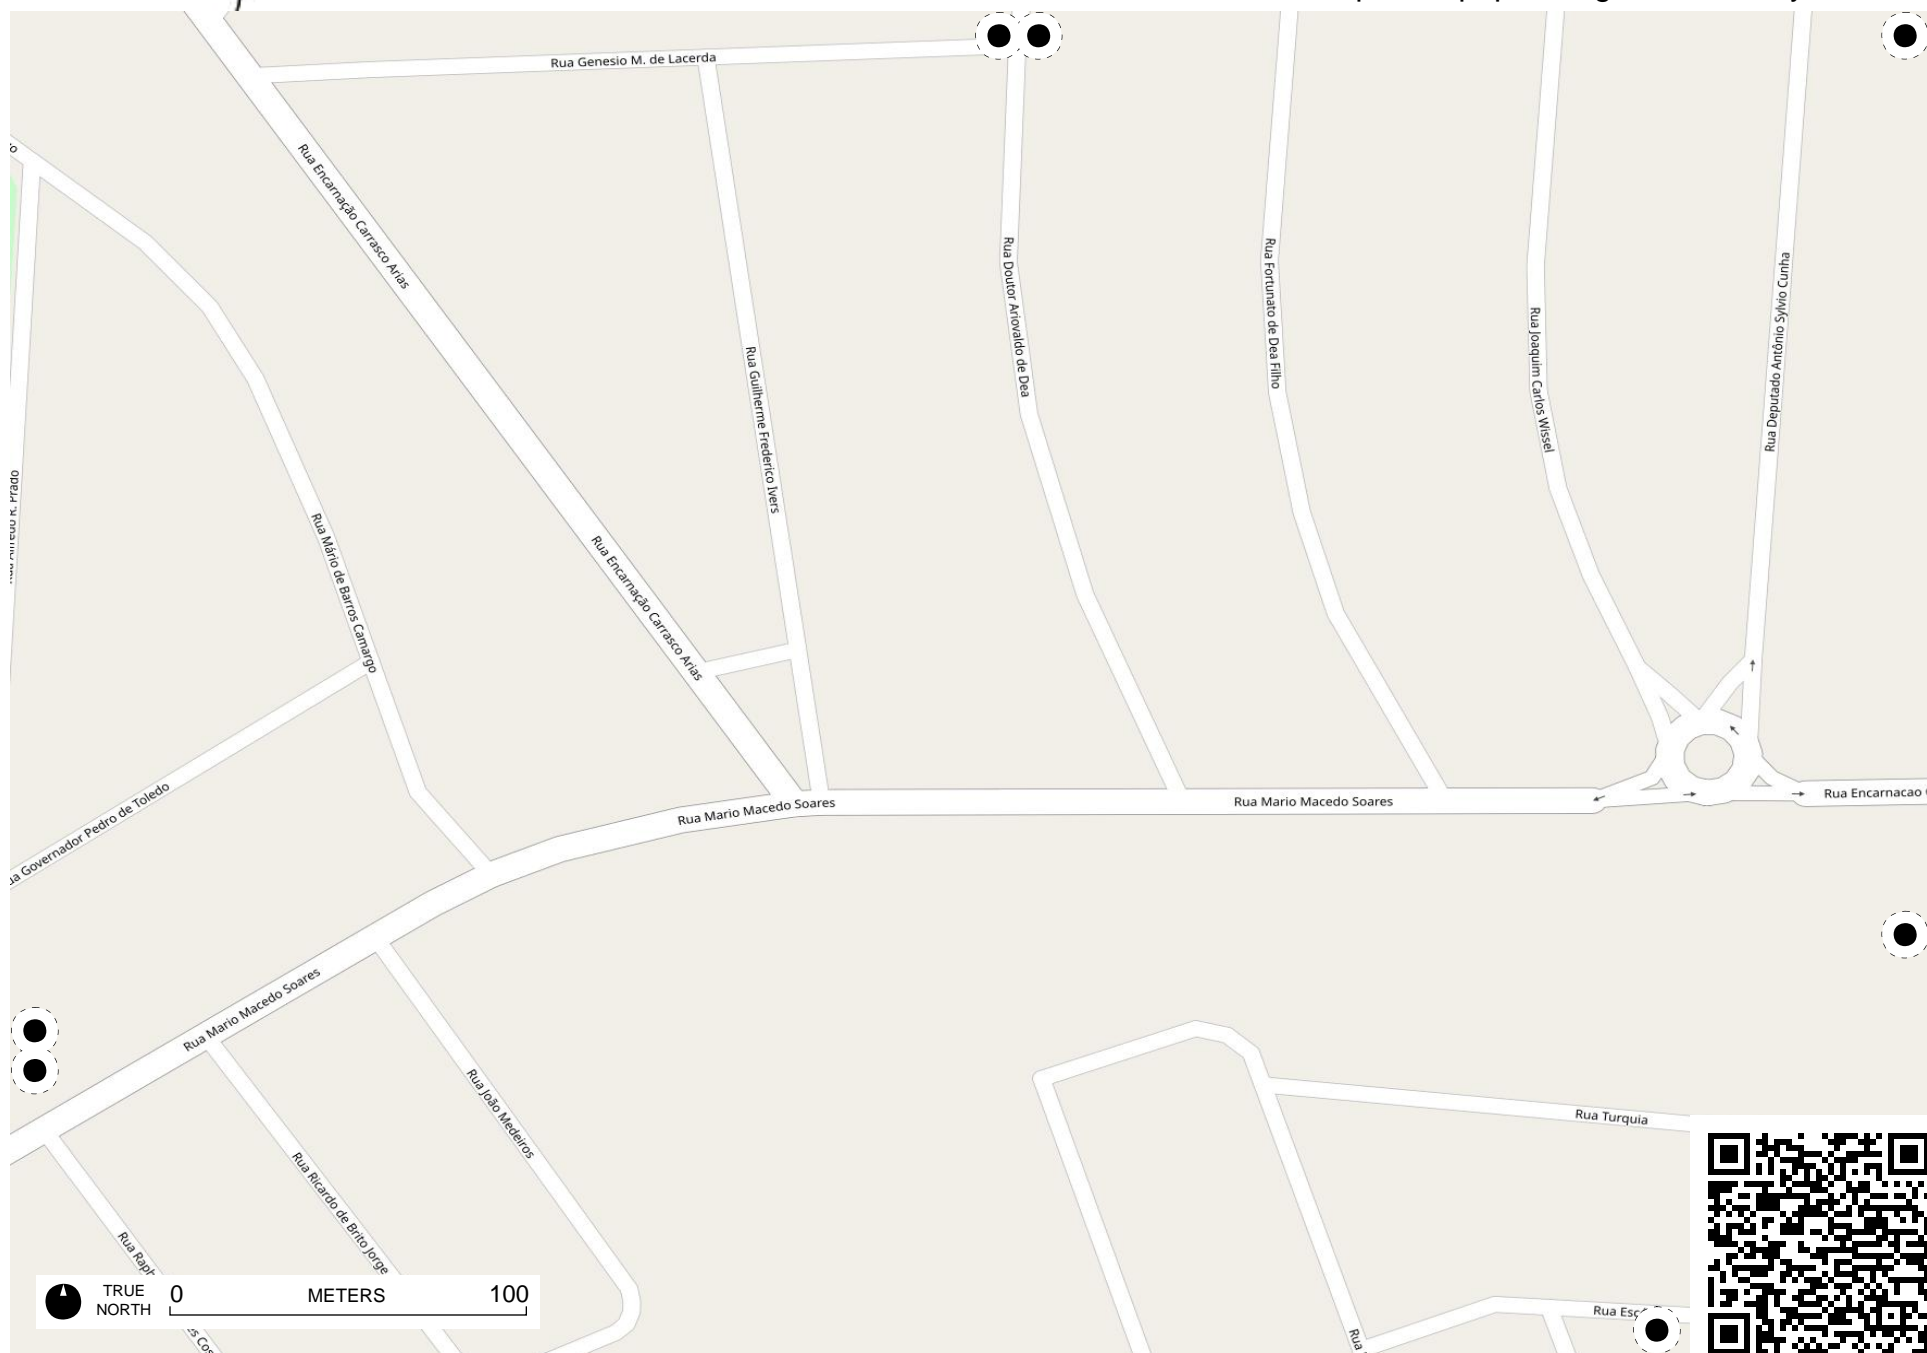 Rua Genesio M. de Lacerda
Rua Encarnação Carrasco Arias
Rua Doutor Ariovaldo de Dea
Rua Fortunato de Dea Filho
Rua Deputado Antônio Sylvio Cunha
Rua Joaquim Carlos Wissel
Rua Guilherme Frederico Ivers
R. Prado
Rua Mário de Barros Camargo
Rua Encarnação Carrasco Arias
Governador Pedro de Toledo
Rua Mario Macedo Soares
Rua Mario Macedo Soares
Rua Encarnacao
Rua Mario Macedo Soares
Rua João Medeiros
Rua Turquia
Rua Ricardo de Brito Jorge
Rua
TRUE NORTH
0 METERS 100
Rua
Rua